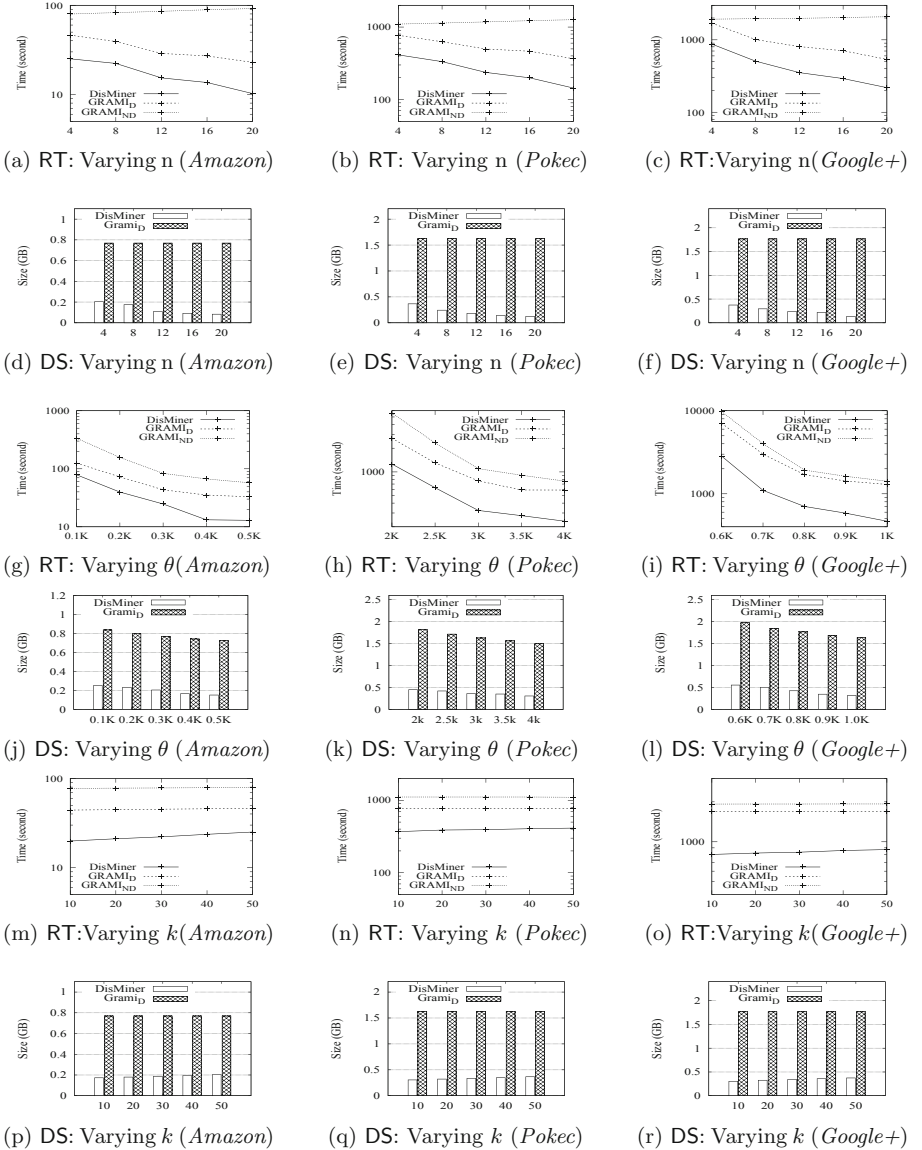 100
10
Time (second)
DisMiner
GRAMI_D
GRAMI_ND
4 8 12 16 20
(a) RT: Varying n (Amazon)
1000
100
Time (second)
DisMiner
GRAMI_D
GRAMI_ND
4 8 12 16 20
(b) RT: Varying n (Pokec)
1000
100
Time (second)
DisMiner
GRAMI_D
GRAMI_ND
4 8 12 16 20
(c) RT:Varying n(Google+)
DisMiner
Grami_D
1
0.8
0.6
0.4
0.2
0
Size (GB)
4 8 12 16 20
(d) DS: Varying n (Amazon)
DisMiner
Grami_D
2
1.5
1
0.5
0
Size (GB)
4 8 12 16 20
(e) DS: Varying n (Pokec)
DisMiner
Grami_D
2
1.5
1
0.5
0
Size (GB)
4 8 12 16 20
(f) DS: Varying n (Google+)
1000
100
10
Time (second)
DisMiner
GRAMI_D
GRAMI_ND
0.1K 0.2K 0.3K 0.4K 0.5K
(g) RT: Varying θ(Amazon)
1000
Time (second)
DisMiner
GRAMI_D
GRAMI_ND
2K 2.5K 3K 3.5K 4K
(h) RT: Varying θ (Pokec)
10000
1000
Time (second)
DisMiner
GRAMI_D
GRAMI_ND
0.6K 0.7K 0.8K 0.9K 1K
(i) RT: Varying θ (Google+)
1.2
1
0.8
0.6
0.4
0.2
0
Size (GB)
DisMiner
Grami_D
0.1K 0.2K 0.3K 0.4K 0.5K
(j) DS: Varying θ (Amazon)
2.5
2
1.5
1
0.5
0
Size (GB)
DisMiner
Grami_D
2k 2.5k 3k 3.5k 4k
(k) DS: Varying θ (Pokec)
2.5
2
1.5
1
0.5
0
Size (GB)
DisMiner
Grami_D
0.6K 0.7K 0.8K 0.9K 1.0K
(l) DS: Varying θ (Google+)
100
10
Time (second)
DisMiner
GRAMI_D
GRAMI_ND
10 20 30 40 50
(m) RT:Varying k(Amazon)
1000
100
Time (second)
DisMiner
GRAMI_D
GRAMI_ND
10 20 30 40 50
(n) RT: Varying k (Pokec)
1000
Time (second)
DisMiner
GRAMI_D
GRAMI_ND
10 20 30 40 50
(o) RT:Varying k(Google+)
DisMiner
Grami_D
1
0.8
0.6
0.4
0.2
0
Size (GB)
10 20 30 40 50
(p) DS: Varying k (Amazon)
DisMiner
Grami_D
2
1.5
1
0.5
0
Size (GB)
10 20 30 40 50
(q) DS: Varying k (Pokec)
DisMiner
Grami_D
2
1.5
1
0.5
0
Size (GB)
10 20 30 40 50
(r) DS: Varying k (Google+)